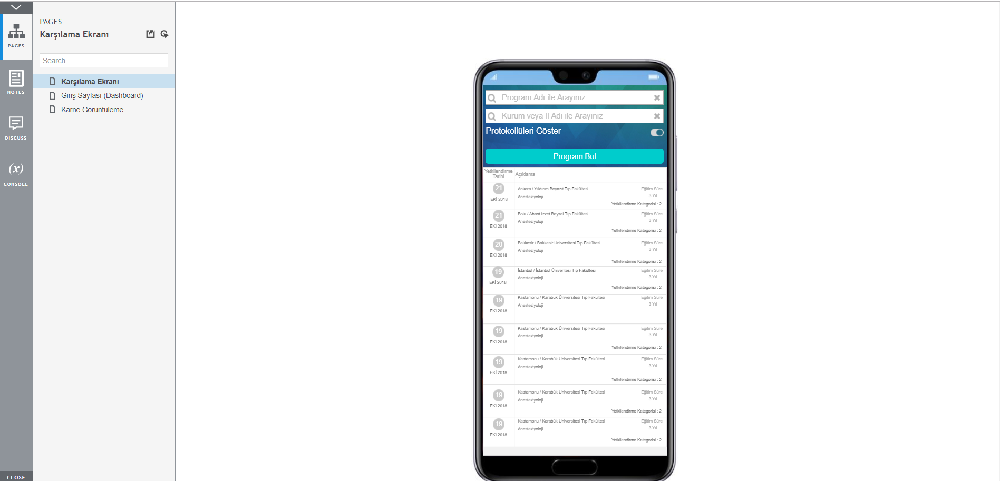 PAGES
NOTES
DISCUSS
(x)
CONSOLE
CLOSE
PAGES
Karşılama Ekranı
Search
Karşılama Ekranı
Giriş Sayfası (Dashboard)
Karne Görüntüleme
Program Adı ile Arayınız
Kurum veya İl Adı ile Arayınız
Protokollüleri Göster
Program Bul
Yetkilendirme
Tarihi
Açıklama
21
EKİ 2018
Ankara / Yıldırım Beyazıt Tıp Fakültesi
Eğitim Süre
Anesteziyoloji
3 Yıl
Yetkilendirme Kategorisi : 2
21
EKİ 2018
Bolu / Abant İzzet Baysal Tıp Fakültesi
Eğitim Süre
Anesteziyoloji
3 Yıl
Yetkilendirme Kategorisi : 2
20
EKİ 2018
Balıkesir / Balıkesir Üniversitesi Tıp Fakültesi
Eğitim Süre
Anesteziyoloji
3 Yıl
Yetkilendirme Kategorisi : 2
19
EKİ 2018
İstanbul / İstanbul Üniveritesi Tıp Fakültesi
Eğitim Süre
Anesteziyoloji
3 Yıl
Yetkilendirme Kategorisi : 2
19
EKİ 2018
Kastamonu / Karabük Üniversitesi Tıp Fakültesi
Eğitim Süre
Anesteziyoloji
3 Yıl
19
EKİ 2018
Kastamonu / Karabük Üniversitesi Tıp Fakültesi
Eğitim Süre
Anesteziyoloji
3 Yıl
Yetkilendirme Kategorisi : 2
19
EKİ 2018
Kastamonu / Karabük Üniversitesi Tıp Fakültesi
Eğitim Süre
Anesteziyoloji
3 Yıl
Yetkilendirme Kategorisi : 2
19
EKİ 2018
Kastamonu / Karabük Üniversitesi Tıp Fakültesi
Eğitim Süre
Anesteziyoloji
3 Yıl
Yetkilendirme Kategorisi : 2
19
EKİ 2018
Kastamonu / Karabük Üniversitesi Tıp Fakültesi
Eğitim Süre
Anesteziyoloji
3 Yıl
Yetkilendirme Kategorisi : 2